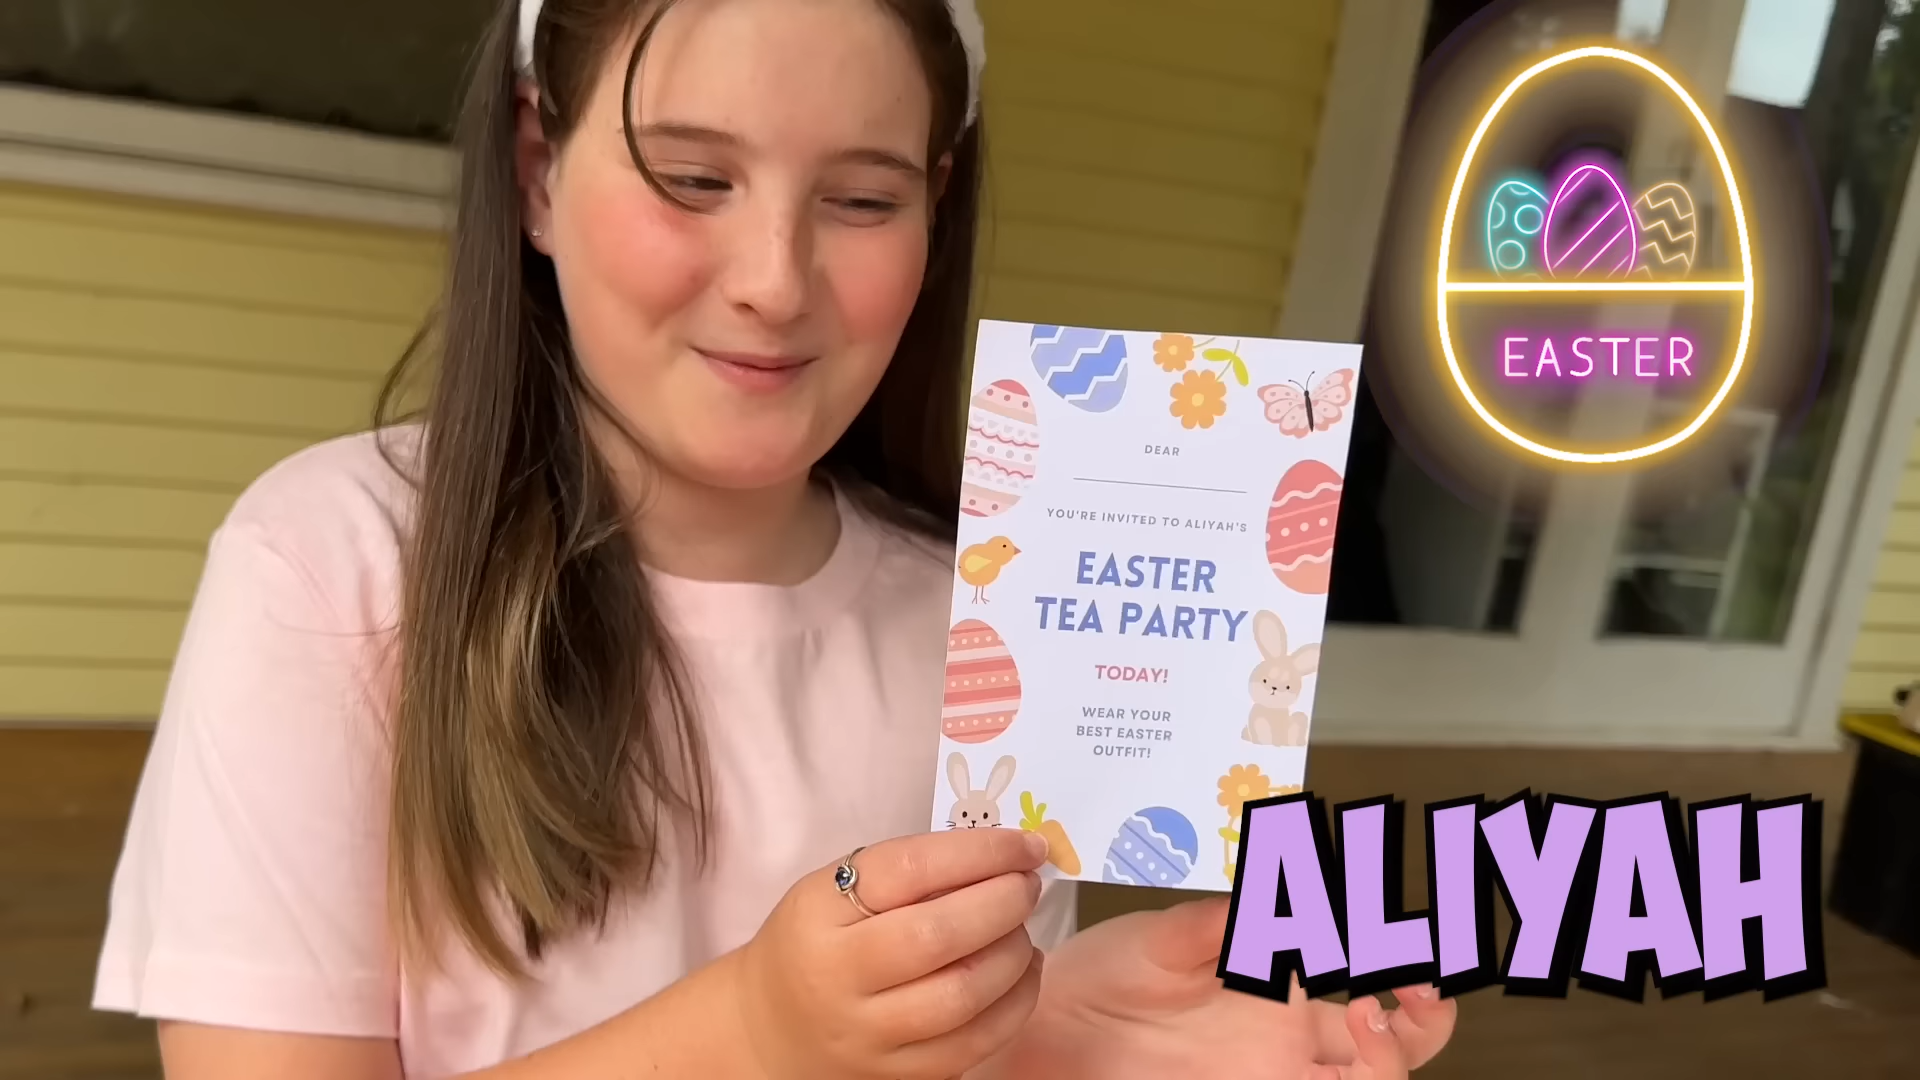 EASTER
DEAR
YOU'RE INVITED TO ALIYAH'S
EASTER
TEA PARTY
TODAY!
WEAR YOUR
BEST EASTER
OUTFIT!
ALIYAH